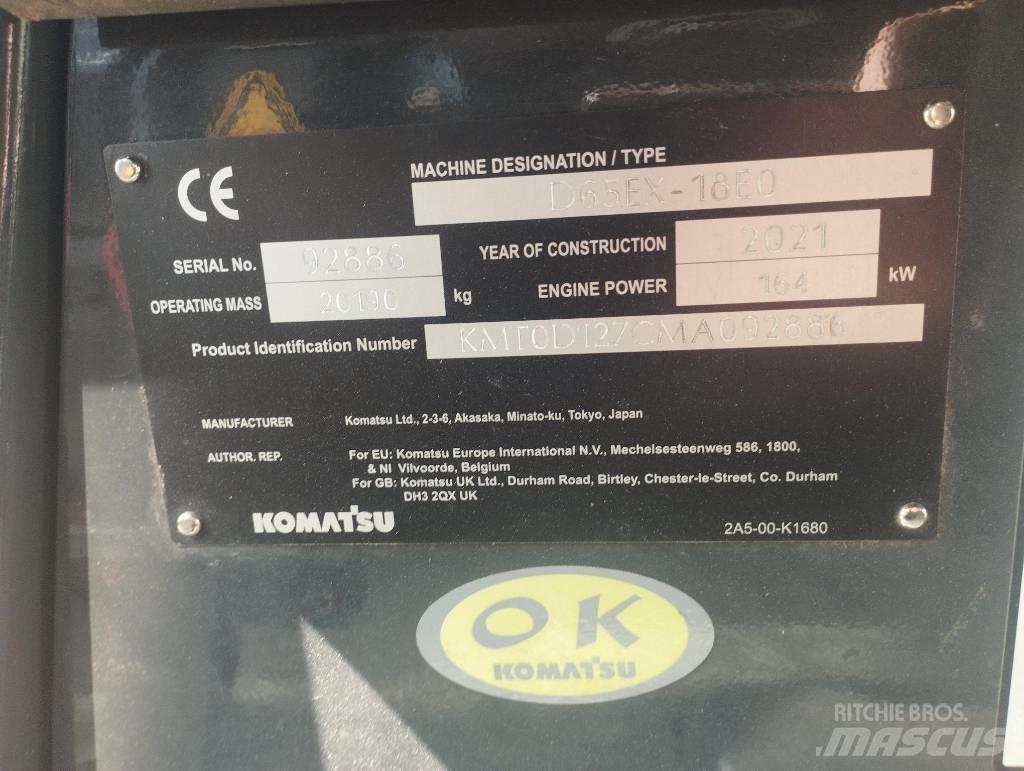 CE
MACHINE DESIGNATION / TYPE
D65EX-18E0
SERIAL No. 92886
YEAR OF CONSTRUCTION 2021
OPERATING MASS 20190 kg
ENGINE POWER 164 kW
Product Identification Number KMT0D127CMA092886
MANUFACTURER Komatsu Ltd., 2-3-6, Akasaka, Minato-ku, Tokyo, Japan
AUTHOR. REP. For EU: Komatsu Europe International N.V., Mechelsesteenweg 586, 1800,
& NI Vilvoorde, Belgium
For GB: Komatsu UK Ltd., Durham Road, Birtley, Chester-le-Street, Co. Durham
DH3 2QX UK
KOMATSU
2A5-00-K1680
OK
KOMATSU
RITCHIE BROS.
MASCUS